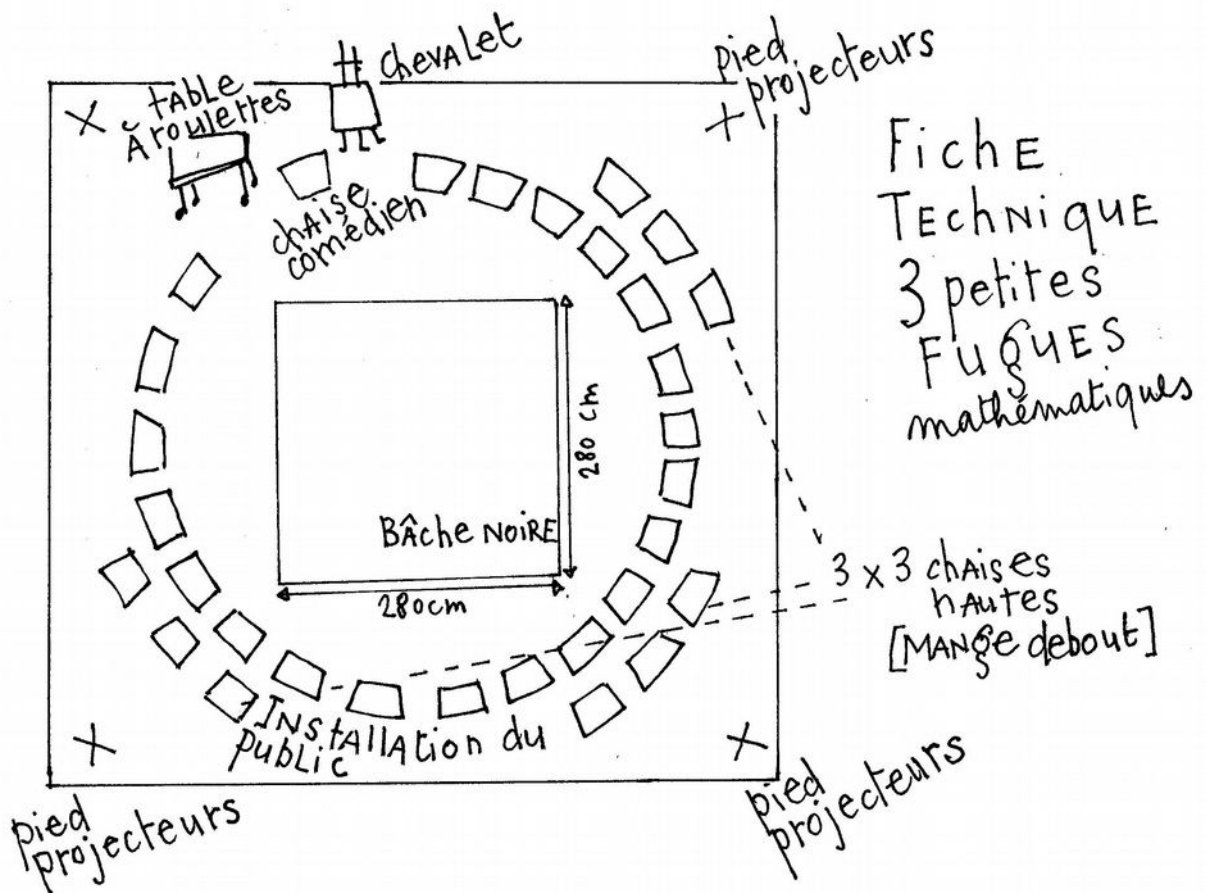 chevalet
pied
projecteurs
table
à roulettes
chaise
comédien
Fiche
Technique
3 petites
Fugues
mathématiques
280 cm
Bâche noire
280cm
3 x 3 chaises
hautes
[Mange debout]
Installation du
public
pied
projecteurs
pied
projecteurs